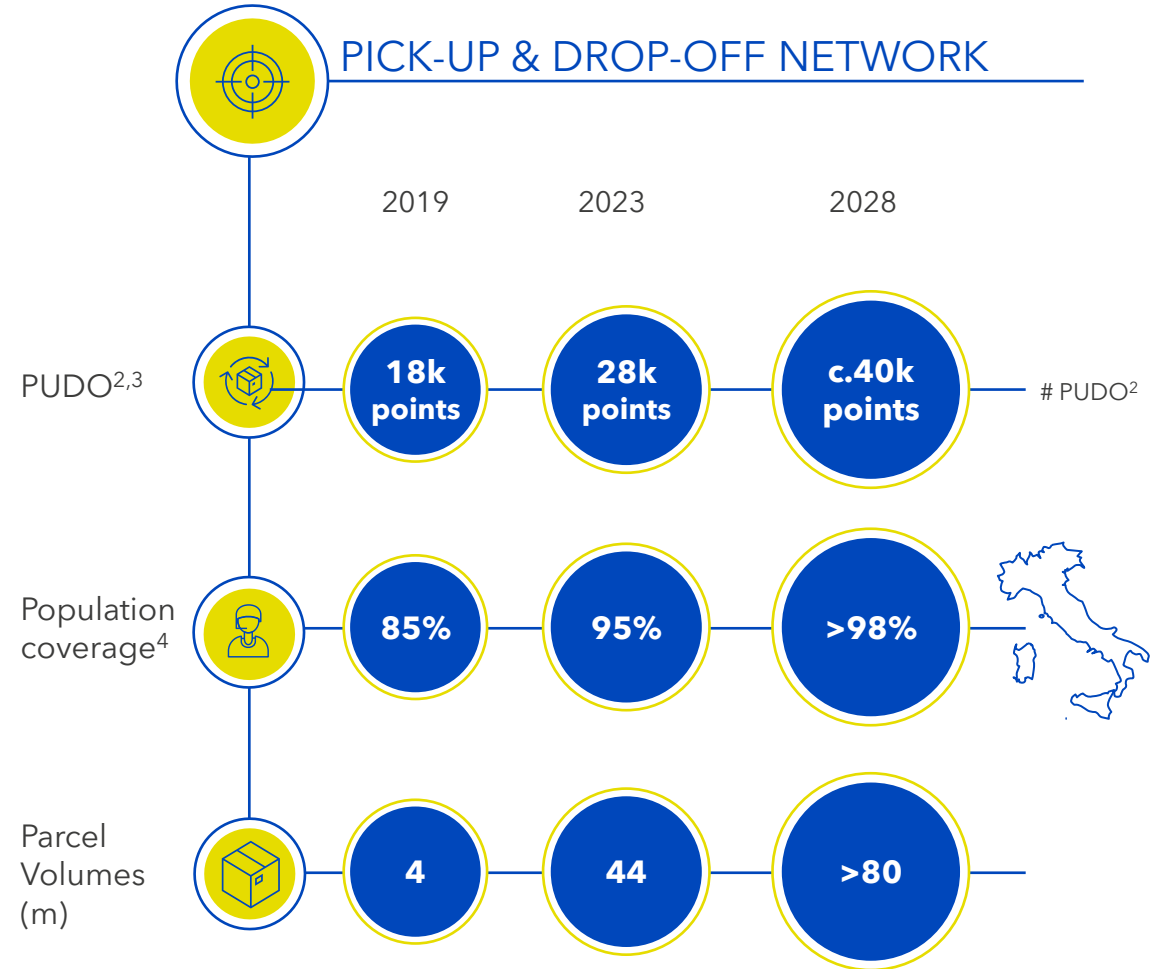 PICK-UP & DROP-OFF NETWORK
2019 2023 2028
PUDO2,3
18k
points
28k
points
c.40k
points
# PUDO2
Population
coverage4
85% 95% >98%
Parcel
Volumes
(m)
4 44 >80